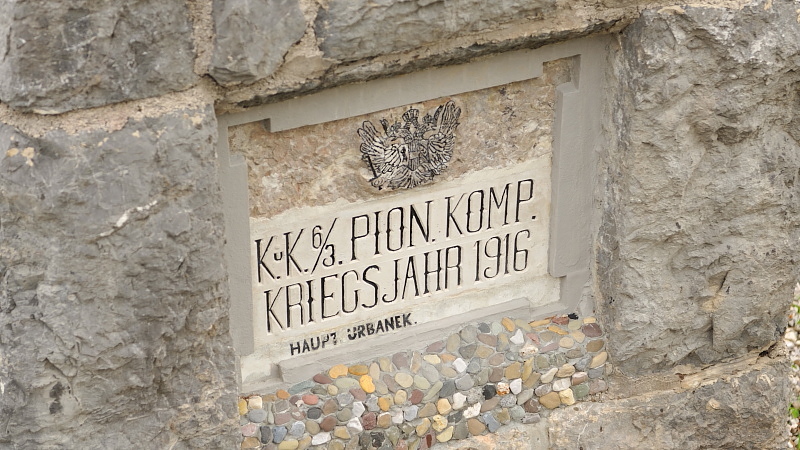 K.u K. 6/3. PION. KOMP.
KRIEGSJAHR 1916
HAUPT. URBANEK.